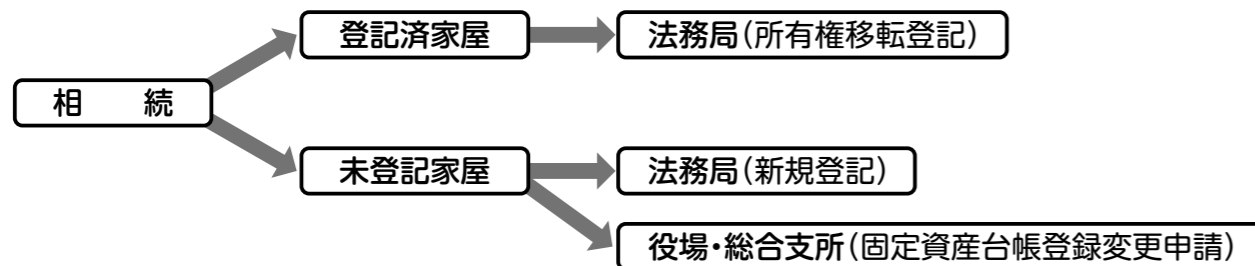 相　続
登記済家屋
法務局（所有権移転登記）
未登記家屋
法務局（新規登記）
役場・総合支所（固定資産台帳登録変更申請）